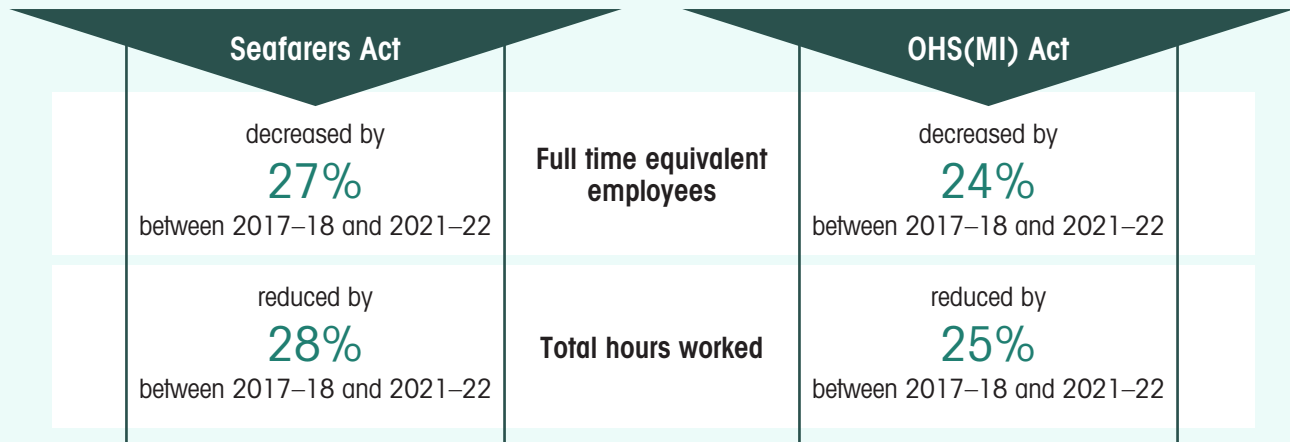 Seafarers Act
OHS(MI) Act
decreased by
27%
between 2017–18 and 2021–22
Full time equivalent
employees
decreased by
24%
between 2017–18 and 2021–22
reduced by
28%
between 2017–18 and 2021–22
Total hours worked
reduced by
25%
between 2017–18 and 2021–22